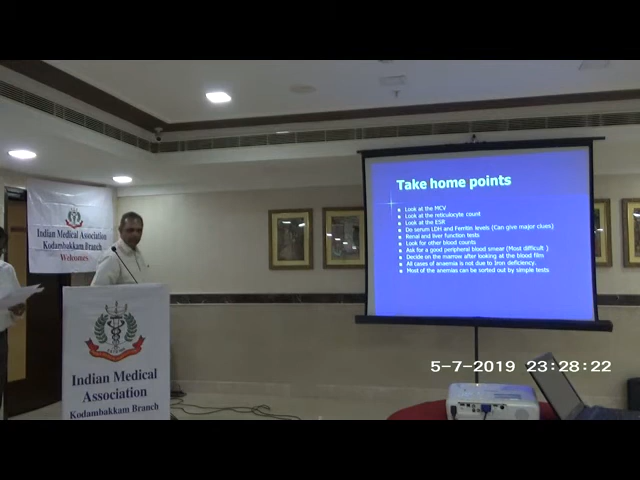 Take home points
Look at the MCV
Look at the reticulocyte count
Look at the ESR
Do serum LDH and Ferritin levels (Can give major clues)
Renal and liver function tests
Look for other blood counts
Ask for a good peripheral blood smear (Most difficult )
Decide on the marrow after looking at the blood film
All cases of anaemia is not due to Iron deficiency.
Most of the anemias can be sorted out by simple tests
Indian Medical Association
Kodambakkam Branch
Welcomes
Indian Medical
Association
Kodambakkam Branch
5-7-2019 23:28:22